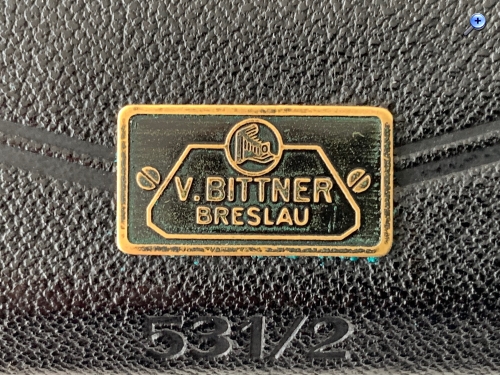 V. BITTNER
BRESLAU
531/2